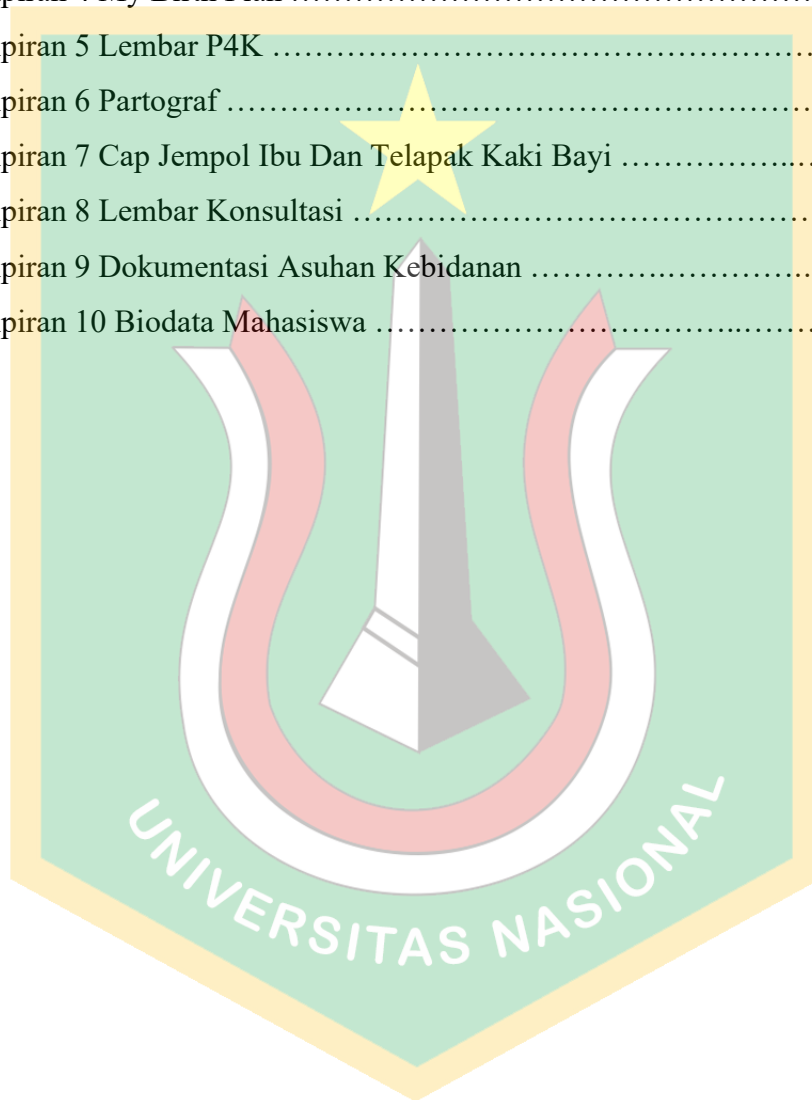 piran 5 Lembar P4K ……………………………………………………
piran 6 Partograf …………………………………………………………
piran 7 Cap Jempol Ibu Dan Telapak Kaki Bayi ……………..…
piran 8 Lembar Konsultasi ……………………………………………
piran 9 Dokumentasi Asuhan Kebidanan ………….……………..
piran 10 Biodata Mahasiswa …………………………………..……
UNIVERSITAS NASIONAL